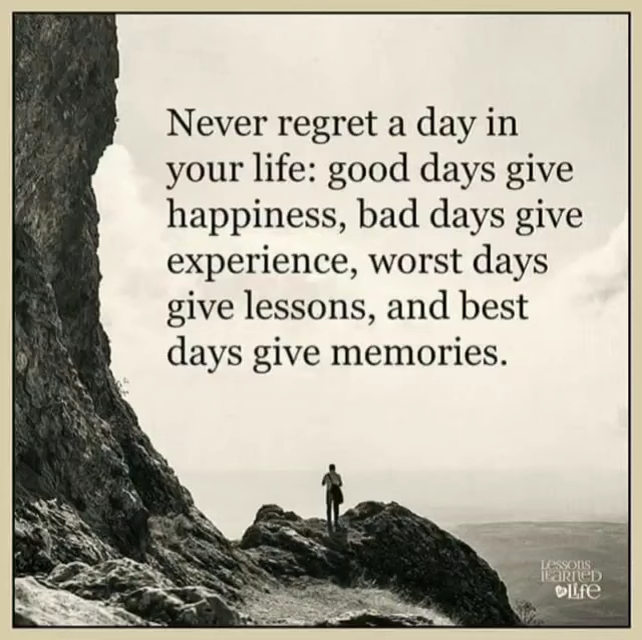 Never regret a day in
your life: good days give
happiness, bad days give
experience, worst days
give lessons, and best
days give memories.
Lessons
Learned
Life